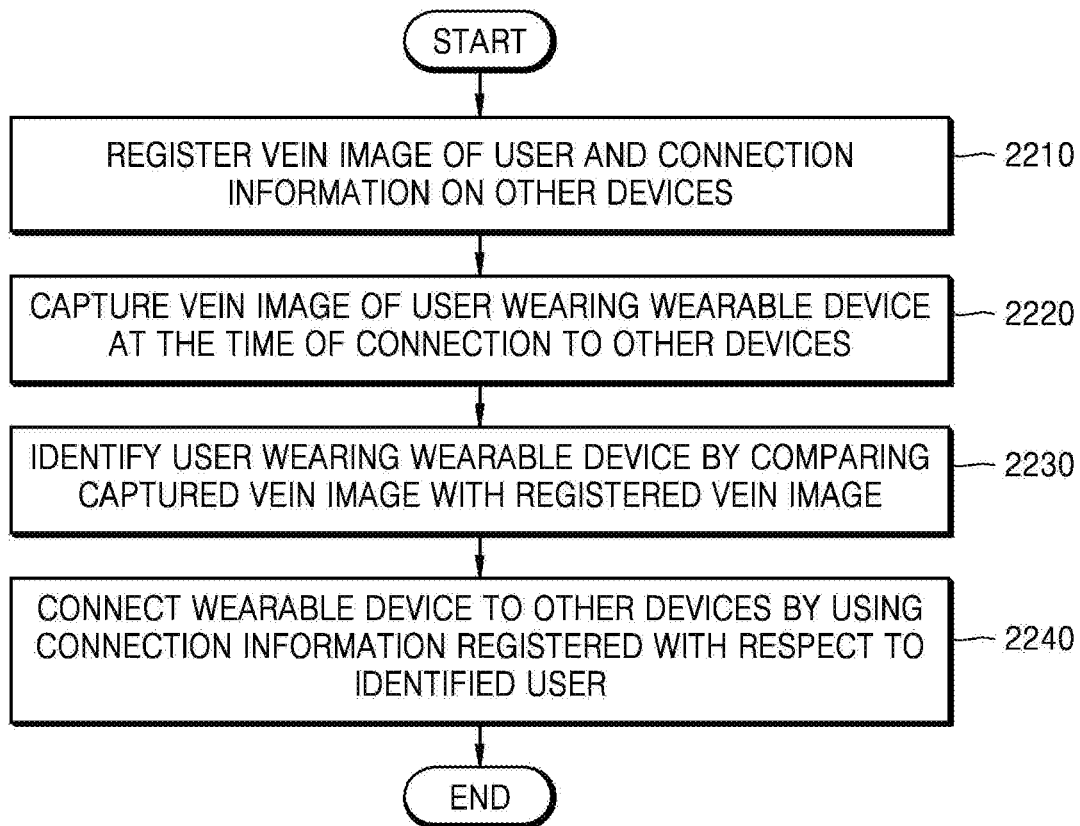 START
REGISTER VEIN IMAGE OF USER AND CONNECTION
INFORMATION ON OTHER DEVICES
2210
CAPTURE VEIN IMAGE OF USER WEARING WEARABLE DEVICE
AT THE TIME OF CONNECTION TO OTHER DEVICES
2220
IDENTIFY USER WEARING WEARABLE DEVICE BY COMPARING
CAPTURED VEIN IMAGE WITH REGISTERED VEIN IMAGE
2230
CONNECT WEARABLE DEVICE TO OTHER DEVICES BY USING
CONNECTION INFORMATION REGISTERED WITH RESPECT TO
IDENTIFIED USER
2240
END